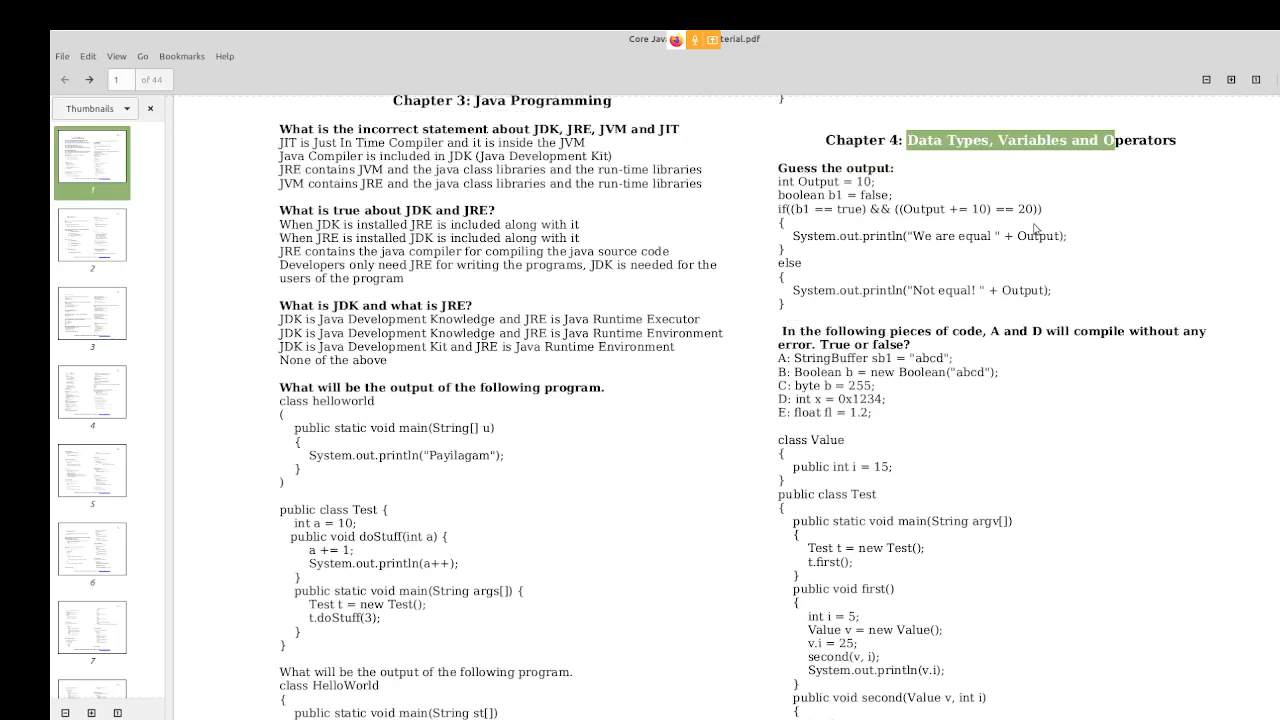 Core Jav terial.pdf
File Edit View Go Bookmarks Help
1 of 44
Thumbnails
1
2
3
4
5
6
7
Chapter 3: Java Programming
What is the incorrect statement about JDK, JRE, JVM and JIT
JIT is Just in time Compiler and it is inside the JVM
Java Compiler is included in JDK (Java Development Kit)
JRE contains JVM and the java class libraries and the run-time libraries
JVM contains JRE and the java class libraries and the run-time libraries
What is true about JDK and JRE?
When JDK is installed JRE is included along with it
When JRE is installed JRE is included along with it
JRE contains the java compiler for compiling the java source code
Developers only need JRE for writing the programs, JDK is needed for the
users of the program
What is JDK and what is JRE?
JDK is Java Development Knowledge and JRE is Java Runtime Executor
JDK is Java Development Knowledge and JRE is Java Runtime Environment
JDK is Java Development Kit and JRE is Java Runtime Environment
None of the above
What will be the output of the following program.
class helloworld
{
public static void main(String[] u)
{
System.out.println("Payilagam");
}
public class Test {
int a = 10;
public void doStuff(int a) {
a += 1;
System.out.println(a++);
}
public static void main(String args[]) {
Test t = new Test();
t.doStuff(3);
}
}
What will be the output of the following program.
class HelloWorld
{
public static void main(String st[])
}
Chapter 4: Data Types, Variables and Operators
Guess the output:
int Output = 10;
boolean b1 = false;
if((b1 == true) && ((Output += 10) == 20))
{
System.out.println("We are equal " + Output);
}
else
{
System.out.println("Not equal! " + Output);
}
In the following pieces of code, A and D will compile without any
error. True or false?
A: StringBuffer sb1 = "abcd";
B: Boolean b = new Boolean("abcd");
C: byte b = 255;
D: int x = 0x1234;
E: float fl = 1.2;
class Value
{
public int i = 15;
}
public class Test
{
public static void main(String argv[])
{
Test t = new Test();
t.first();
}
public void first()
{
int i = 5;
Value v = new Value();
v.i = 25;
second(v, i);
System.out.println(v.i);
}
public void second(Value v, int i)
{